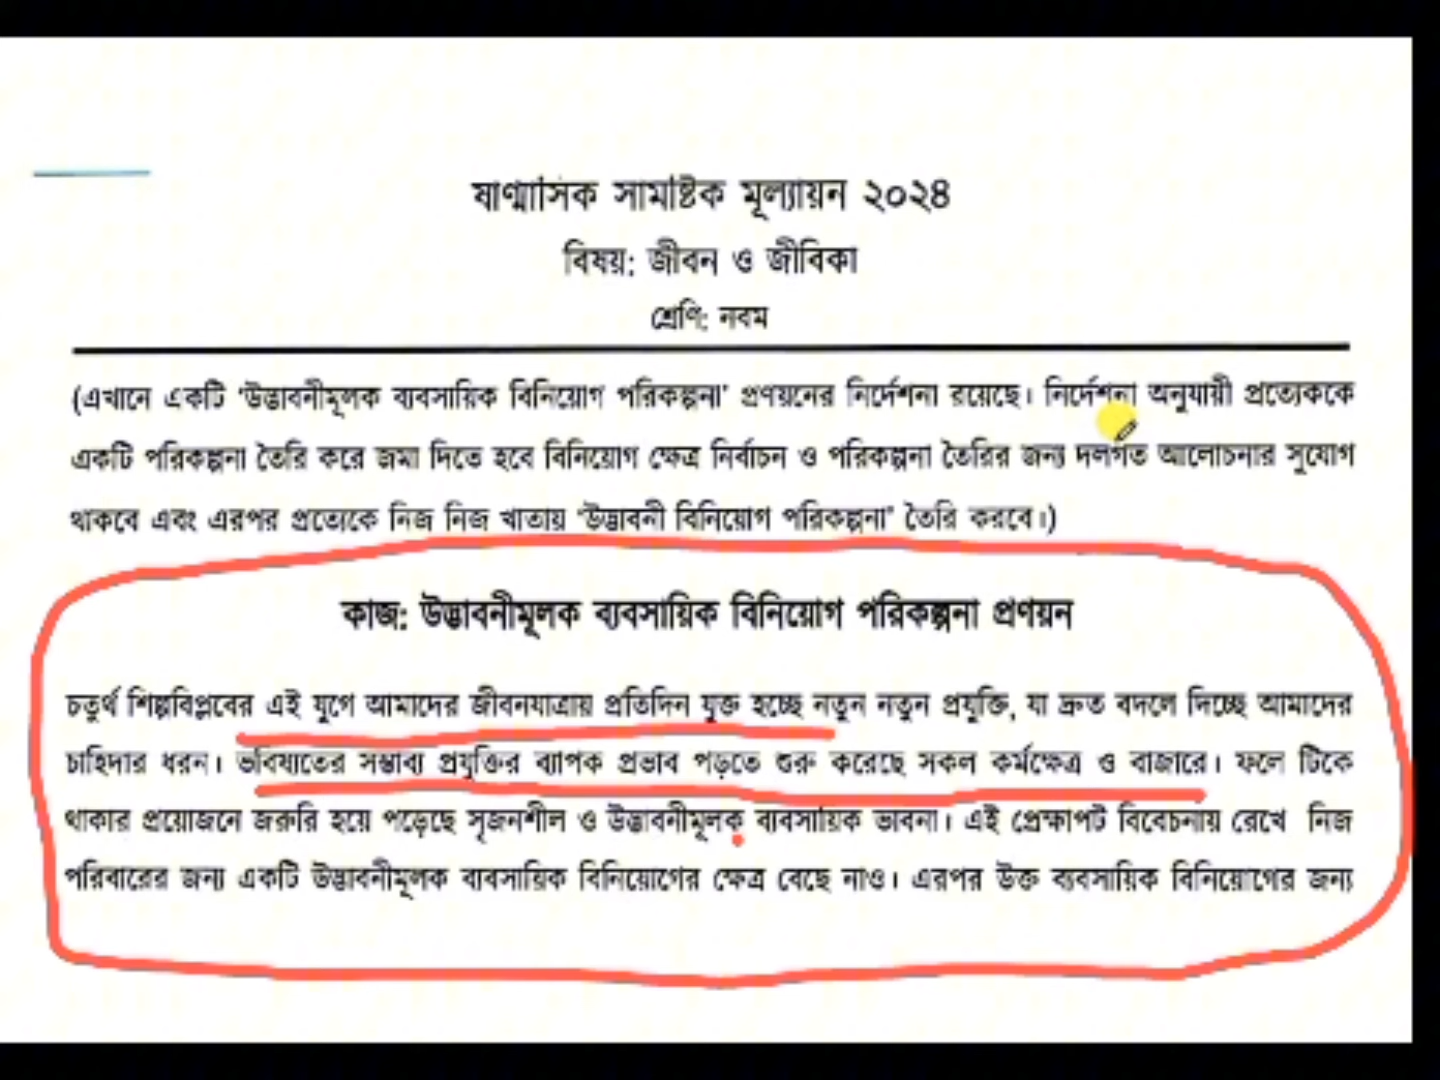 ষাণ্মাসিক সামষ্টিক মূল্যায়ন ২০২৪
বিষয়: জীবন ও জীবিকা
শ্রেণি: নবম
(এখানে একটি ‘উদ্ভাবনীমূলক ব্যবসায়িক বিনিয়োগ পরিকল্পনা’ প্রণয়নের নির্দেশনা রয়েছে। নির্দেশনা অনুযায়ী প্রত্যেককে
একটি পরিকল্পনা তৈরি করে জমা দিতে হবে বিনিয়োগ ক্ষেত্র নির্বাচন ও পরিকল্পনা তৈরির জন্য দলগত আলোচনার সুযোগ
থাকবে এবং এরপর প্রত্যেকে নিজ নিজ খাতায় ‘উদ্ভাবনী বিনিয়োগ পরিকল্পনা’ তৈরি করবে।)
কাজ: উদ্ভাবনীমূলক ব্যবসায়িক বিনিয়োগ পরিকল্পনা প্রণয়ন
চতুর্থ শিল্পবিপ্লবের এই যুগে আমাদের জীবনযাত্রায় প্রতিদিন যুক্ত হচ্ছে নতুন নতুন প্রযুক্তি, যা দ্রুত বদলে দিচ্ছে আমাদের
চাহিদার ধরন। ভবিষ্যতের সম্ভাব্য প্রযুক্তির ব্যাপক প্রভাব পড়তে শুরু করেছে সকল কর্মক্ষেত্র ও বাজারে। ফলে টিকে
থাকার প্রয়োজনে জরুরি হয়ে পড়েছে সৃজনশীল ও উদ্ভাবনীমূলক ব্যবসায়িক ভাবনা। এই প্রেক্ষাপট বিবেচনায় রেখে নিজ
পরিবারের জন্য একটি উদ্ভাবনীমূলক ব্যবসায়িক বিনিয়োগের ক্ষেত্র বেছে নাও। এরপর উক্ত ব্যবসায়িক বিনিয়োগের জন্য